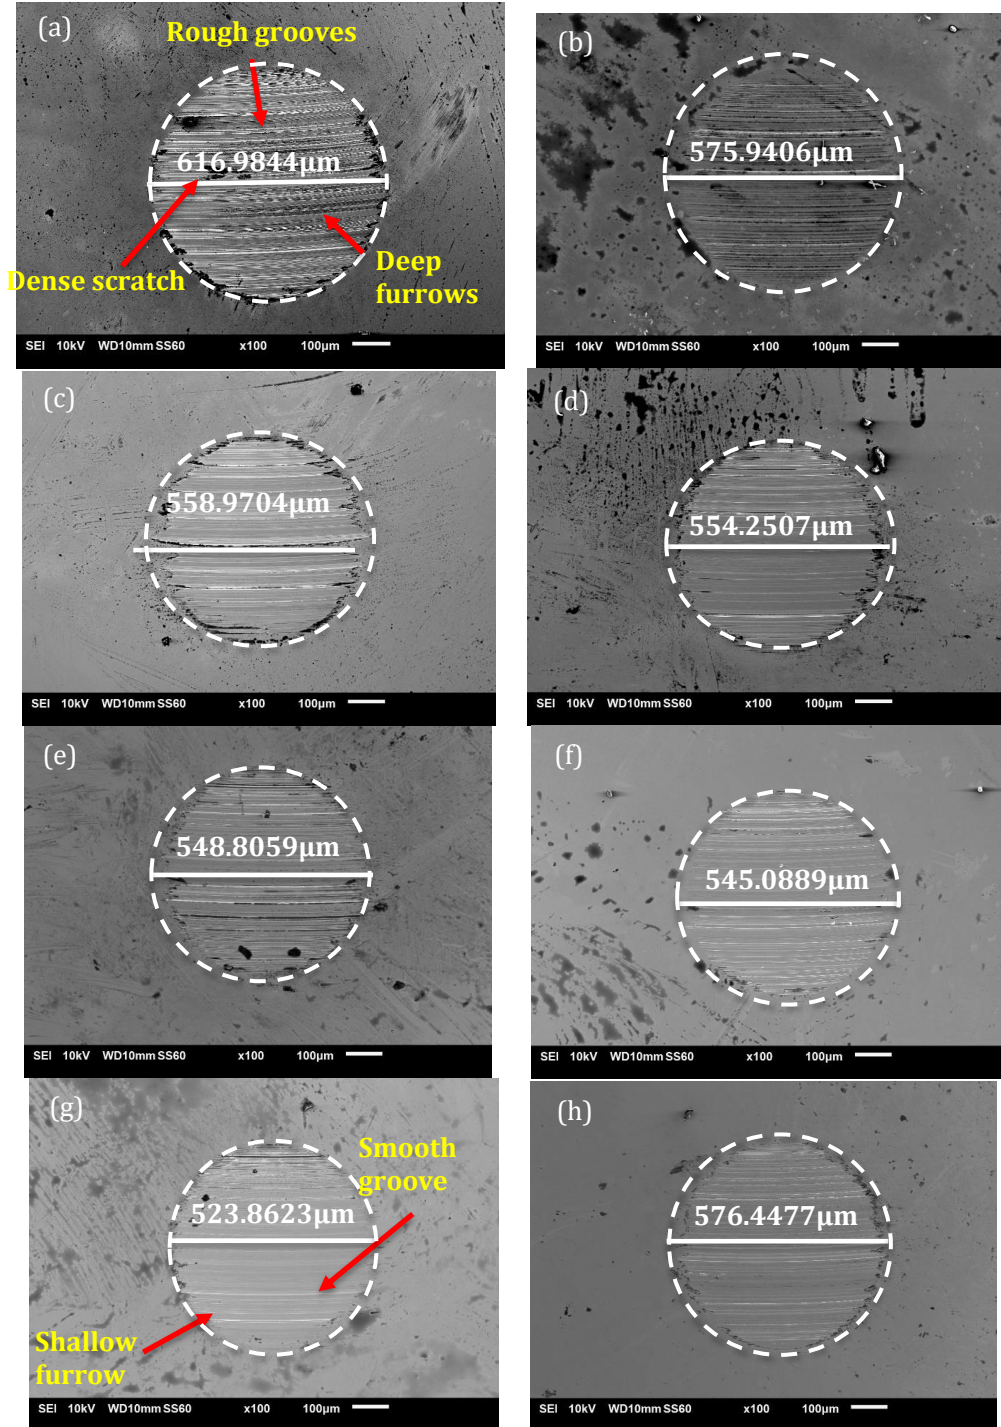 (a)
Rough grooves
616.9844μm
Dense scratch
Deep
furrows
SEI 10kV WD10mm SS60 x100 100μm
(b)
575.9406μm
SEI 10kV WD10mm SS60 x100 100μm
(c)
558.9704μm
SEI 10kV WD10mm SS60 x100 100μm
(d)
554.2507μm
SEI 10kV WD10mm SS60 x100 100μm
(e)
548.8059μm
SEI 10kV WD10mm SS60 x100 100μm
(f)
545.0889μm
SEI 10kV WD10mm SS60 x100 100μm
(g)
Smooth
groove
523.8623μm
Shallow
furrow
SEI 10kV WD10mm SS60 x100 100μm
(h)
576.4477μm
SEI 10kV WD10mm SS60 x100 100μm